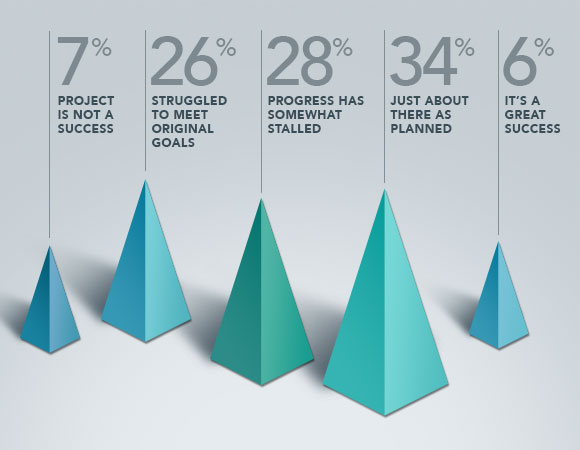 7%
PROJECT
IS NOT A
SUCCESS
26%
STRUGGLED
TO MEET
ORIGINAL
GOALS
28%
PROGRESS HAS
SOMEWHAT
STALLED
34%
JUST ABOUT
THERE AS
PLANNED
6%
IT'S A
GREAT
SUCCESS